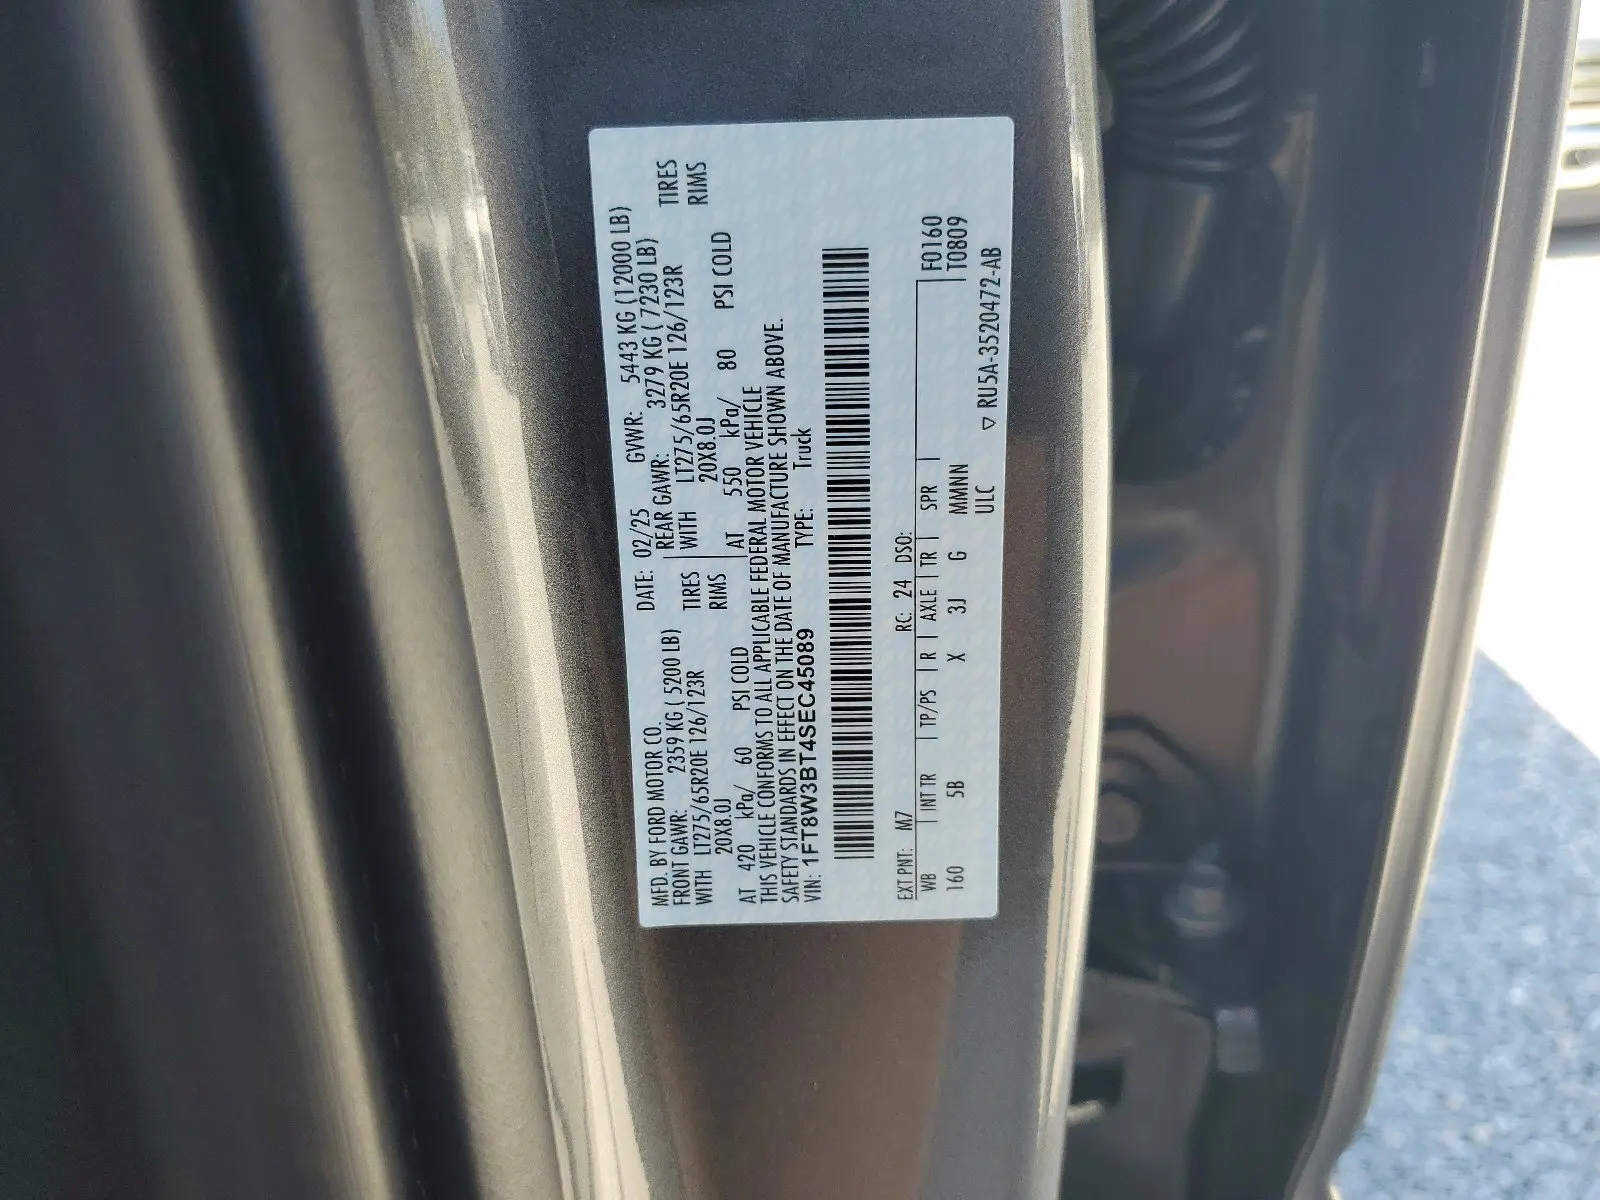 MFD. BY FORD MOTOR CO. DATE: 02/25 GVWR: 5443 KG (12000 LB)
FRONT GAWR: 2359 KG ( 5200 LB) REAR GAWR: 3279 KG ( 7230 LB)
WITH LT275/65R20E 126/123R TIRES WITH LT275/65R20E 126/123R TIRES
20X8.0J RIMS 20X8.0J RIMS
AT 420 kPa/ 60 PSI COLD AT 550 kPa/ 80 PSI COLD
THIS VEHICLE CONFORMS TO ALL APPLICABLE FEDERAL MOTOR VEHICLE
SAFETY STANDARDS IN EFFECT ON THE DATE OF MANUFACTURE SHOWN ABOVE.
VIN: 1FT8W3BT4SEC45089 TYPE: Truck
EXT PNT: M7 RC: 24 DSO:
WB INT TR TP/PS R AXLE TR SPR F0160
160 5B X 3J G MMMNN T0809
ULC ▽ RU5A-3520472-AB